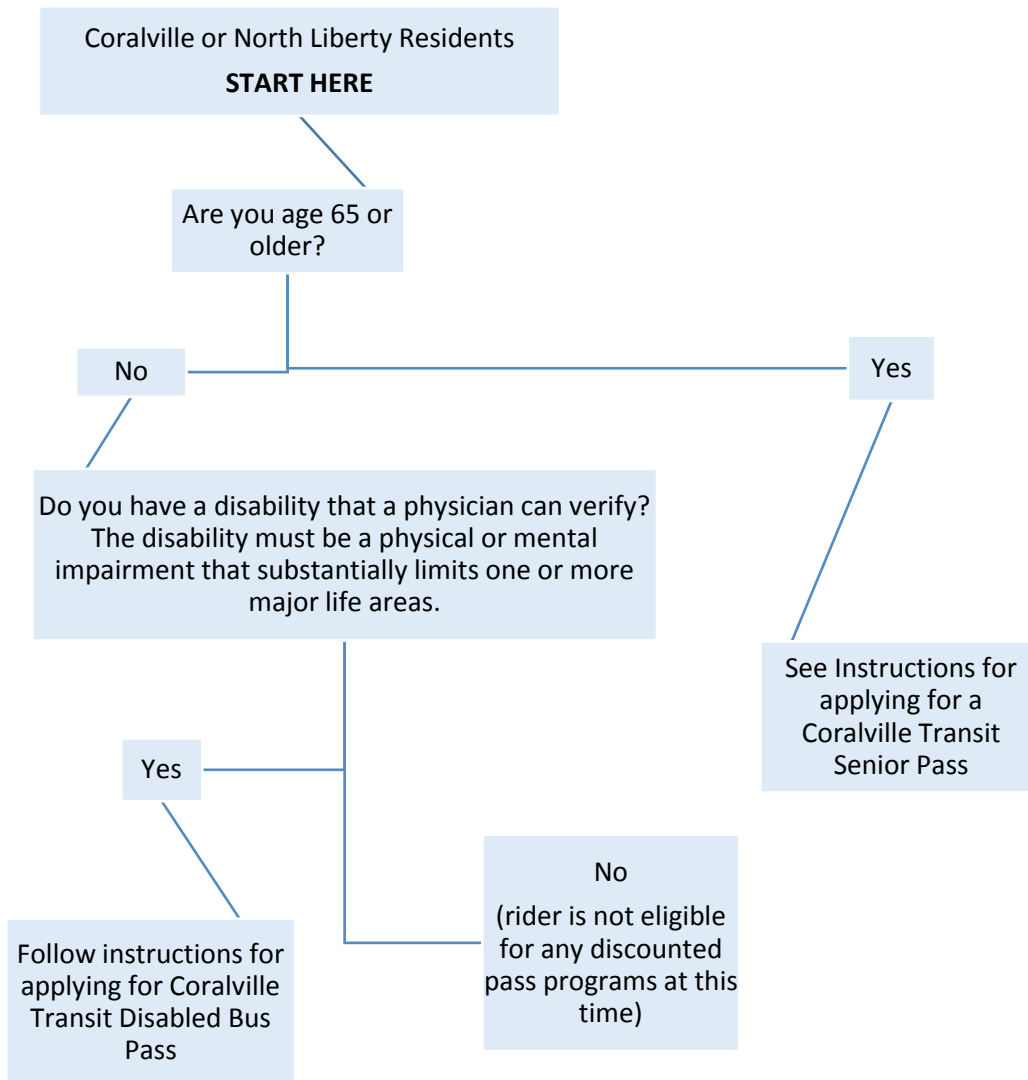 Coralville or North Liberty Residents
START HERE
Are you age 65 or
older?
No
Yes
Do you have a disability that a physician can verify?
The disability must be a physical or mental
impairment that substantially limits one or more
major life areas.
See Instructions for
applying for a
Coralville Transit
Senior Pass
Yes
No
(rider is not eligible
for any discounted
pass programs at this
time)
Follow instructions for
applying for Coralville
Transit Disabled Bus
Pass